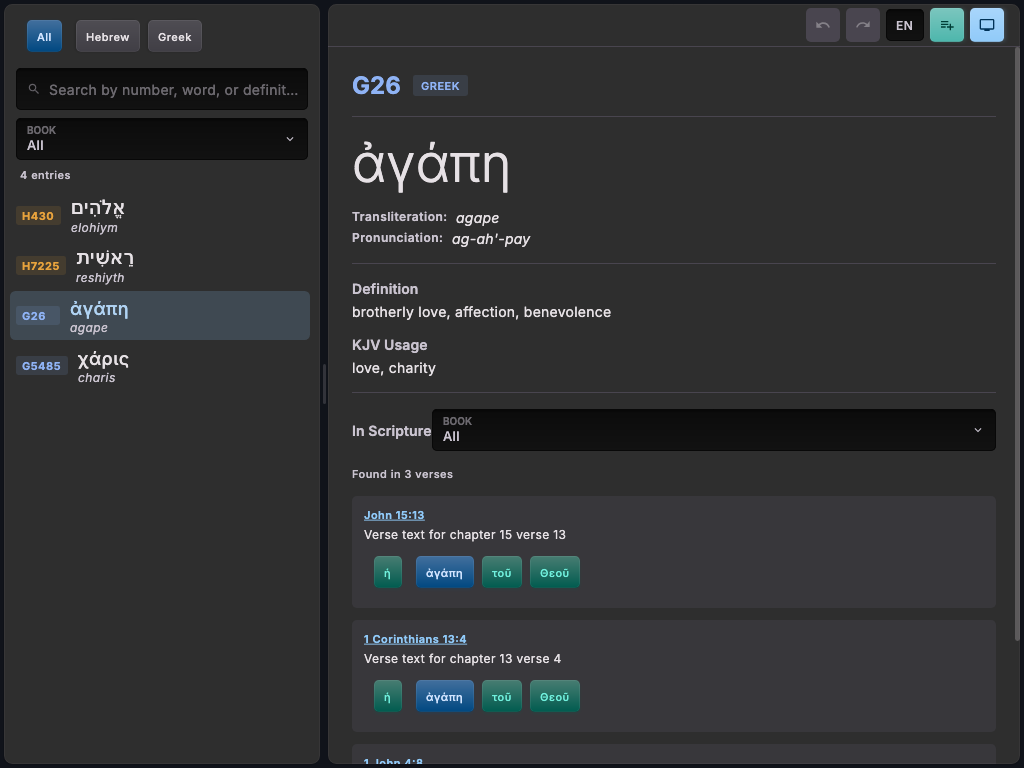 All
Hebrew
Greek
Search by number, word, or definit...
BOOK
All
4 entries
H430
אֱלֹהִים
elohiym
H7225
רֵאשִׁית
reshiyth
G26
ἀγάπη
agape
G5485
χάρις
charis
EN
G26
GREEK
ἀγάπη
Transliteration: agape
Pronunciation: ag-ah'-pay
Definition
brotherly love, affection, benevolence
KJV Usage
love, charity
In Scripture
BOOK
All
Found in 3 verses
John 15:13
Verse text for chapter 15 verse 13
ἡ ἀγάπη τοῦ Θεοῦ
1 Corinthians 13:4
Verse text for chapter 13 verse 4
ἡ ἀγάπη τοῦ Θεοῦ
1 John 4:8